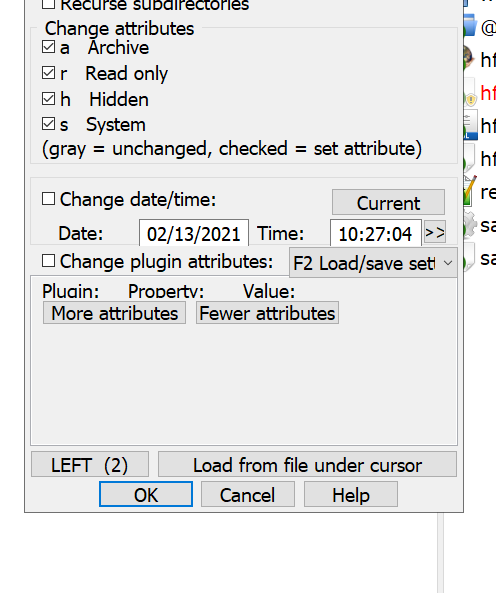 Recurse subdirectories
Change attributes
a Archive
r Read only
h Hidden
s System
(gray = unchanged, checked = set attribute)
Change date/time:
Current
Date: 02/13/2021 Time: 10:27:04 >>
Change plugin attributes: F2 Load/save sett
Plugin: Property: Value:
More attributes Fewer attributes
LEFT (2) Load from file under cursor
OK Cancel Help
@
hf
hf
hf
hf
re
sa
sa